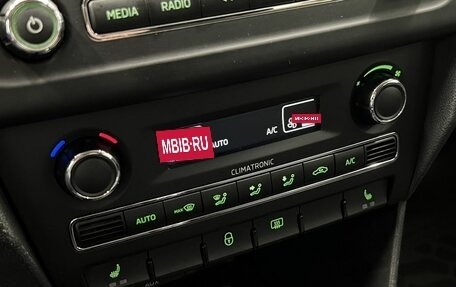 MEDIA RADIO
MBIB·RU
AUTO A/C
CLIMATRONIC
AUTO MAX A/C